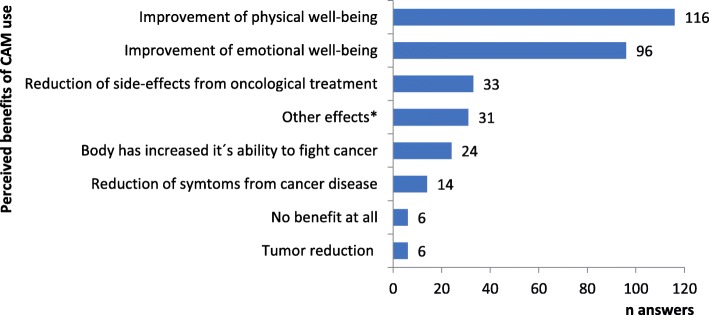 Perceived benefits of CAM use
Improvement of physical well-being 116
Improvement of emotional well-being 96
Reduction of side-effects from oncological treatment 33
Other effects* 31
Body has increased it´s ability to fight cancer 24
Reduction of symtoms from cancer disease 14
No benefit at all 6
Tumor reduction 6
0 20 40 60 80 100 120
n answers